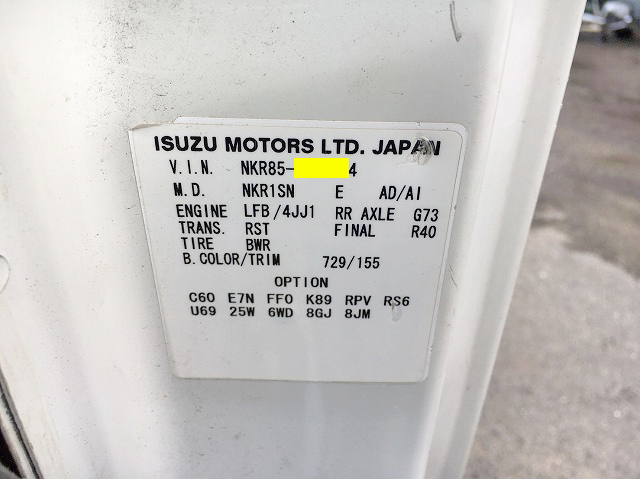 ISUZU MOTORS LTD. JAPAN
V.I.N. NKR85- 4
M.D. NKR1SN E AD/AI
ENGINE LFB/4JJ1 RR AXLE G73
TRANS. RST FINAL R40
TIRE BWR
B.COLOR/TRIM 729/155
OPTION
C60 E7N FF0 K89 RPV RS6
U69 25W 6WD 8GJ 8JM